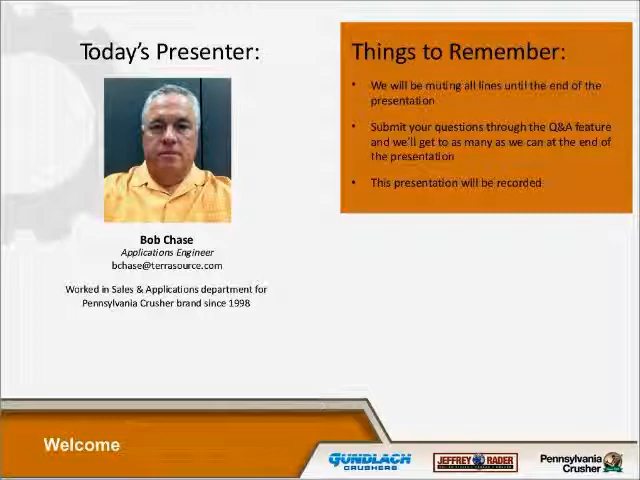 Today's Presenter:
Bob Chase
Applications Engineer
bchase@terrasource.com
Worked in Sales & Applications department for
Pennsylvania Crusher brand since 1998
Things to Remember:
• We will be muting all lines until the end of the
presentation
• Submit your questions through the Q&A feature
and we'll get to as many as we can at the end of
the presentation
• This presentation will be recorded
Welcome
GUNDLACH
CRUSHERS
JEFFREY RADER
Pennsylvania
Crusher